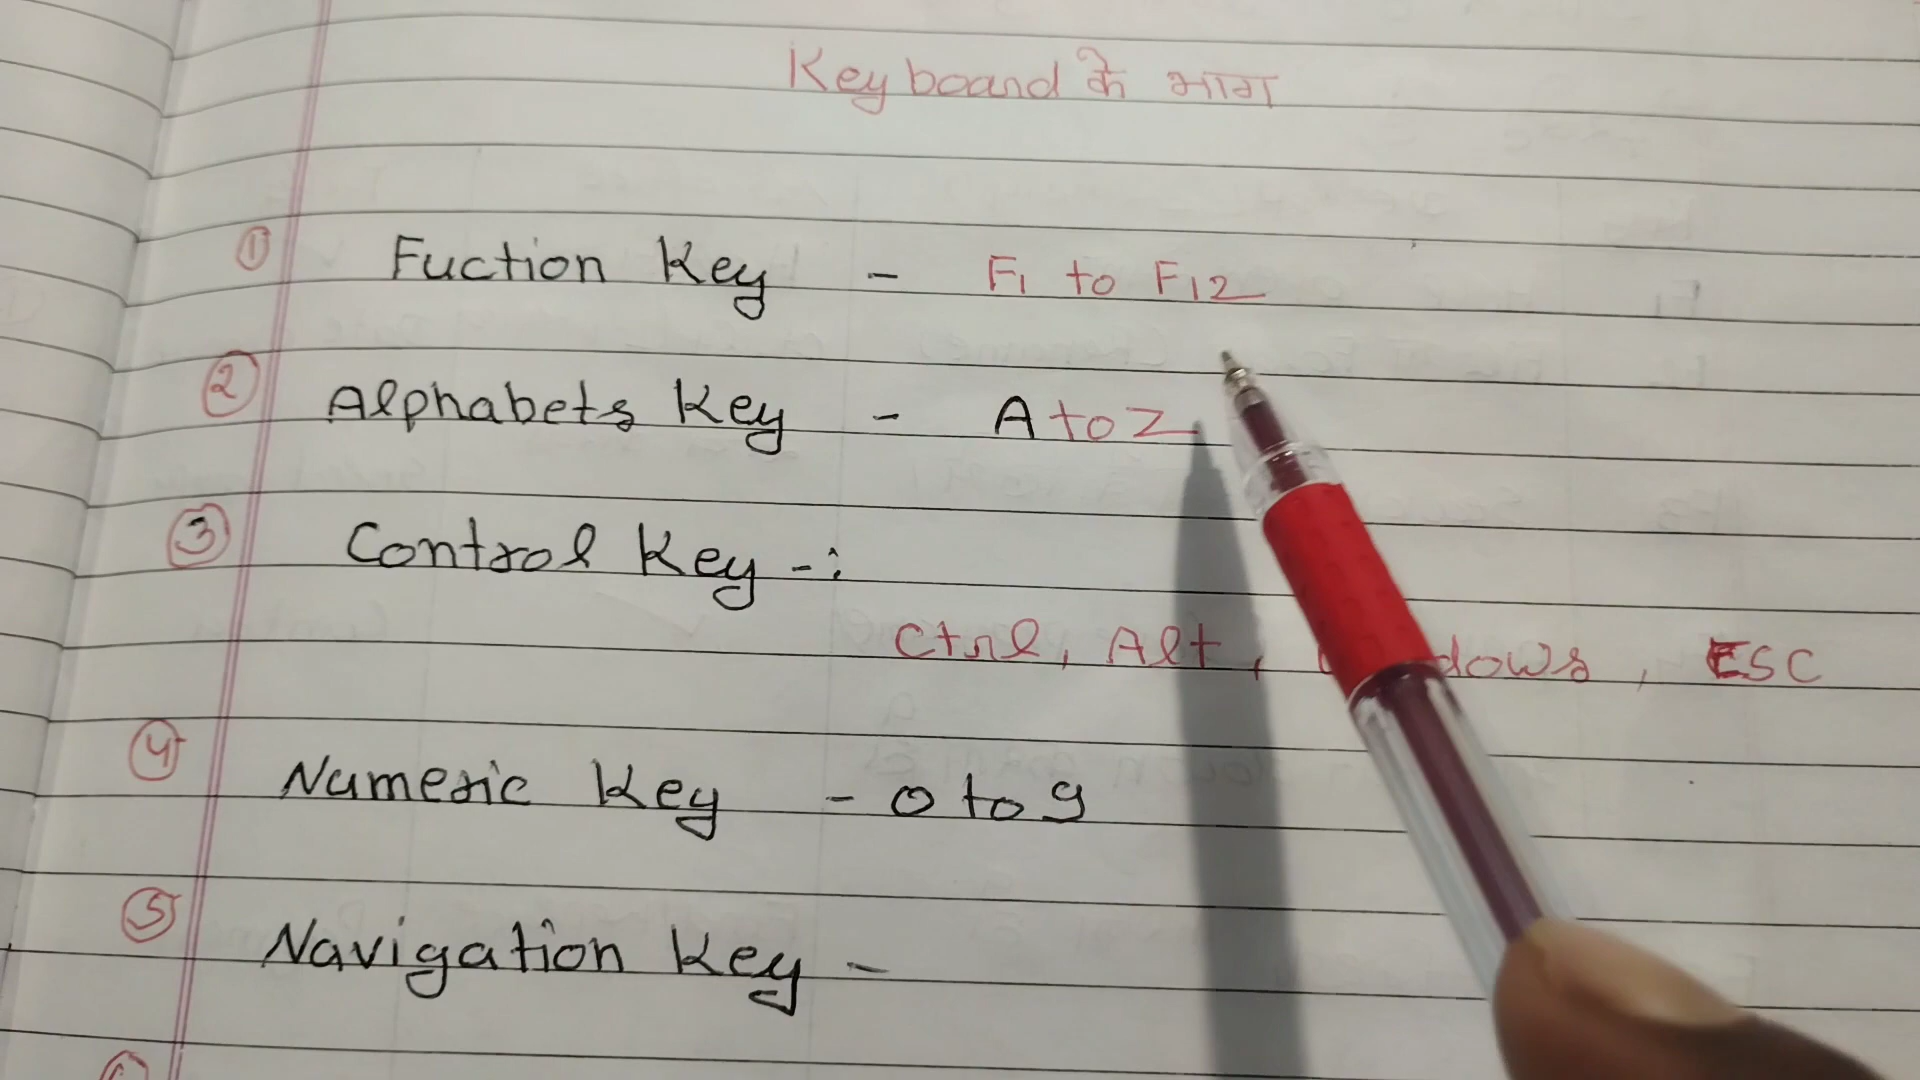 Keyboard के भाग
① Fuction Key - F1 to F12
② Alphabets Key - A to Z
③ Control Key -:
Ctrl, Alt, dows, ESC
④ Numeric Key - 0 to 9
⑤ Navigation Key -